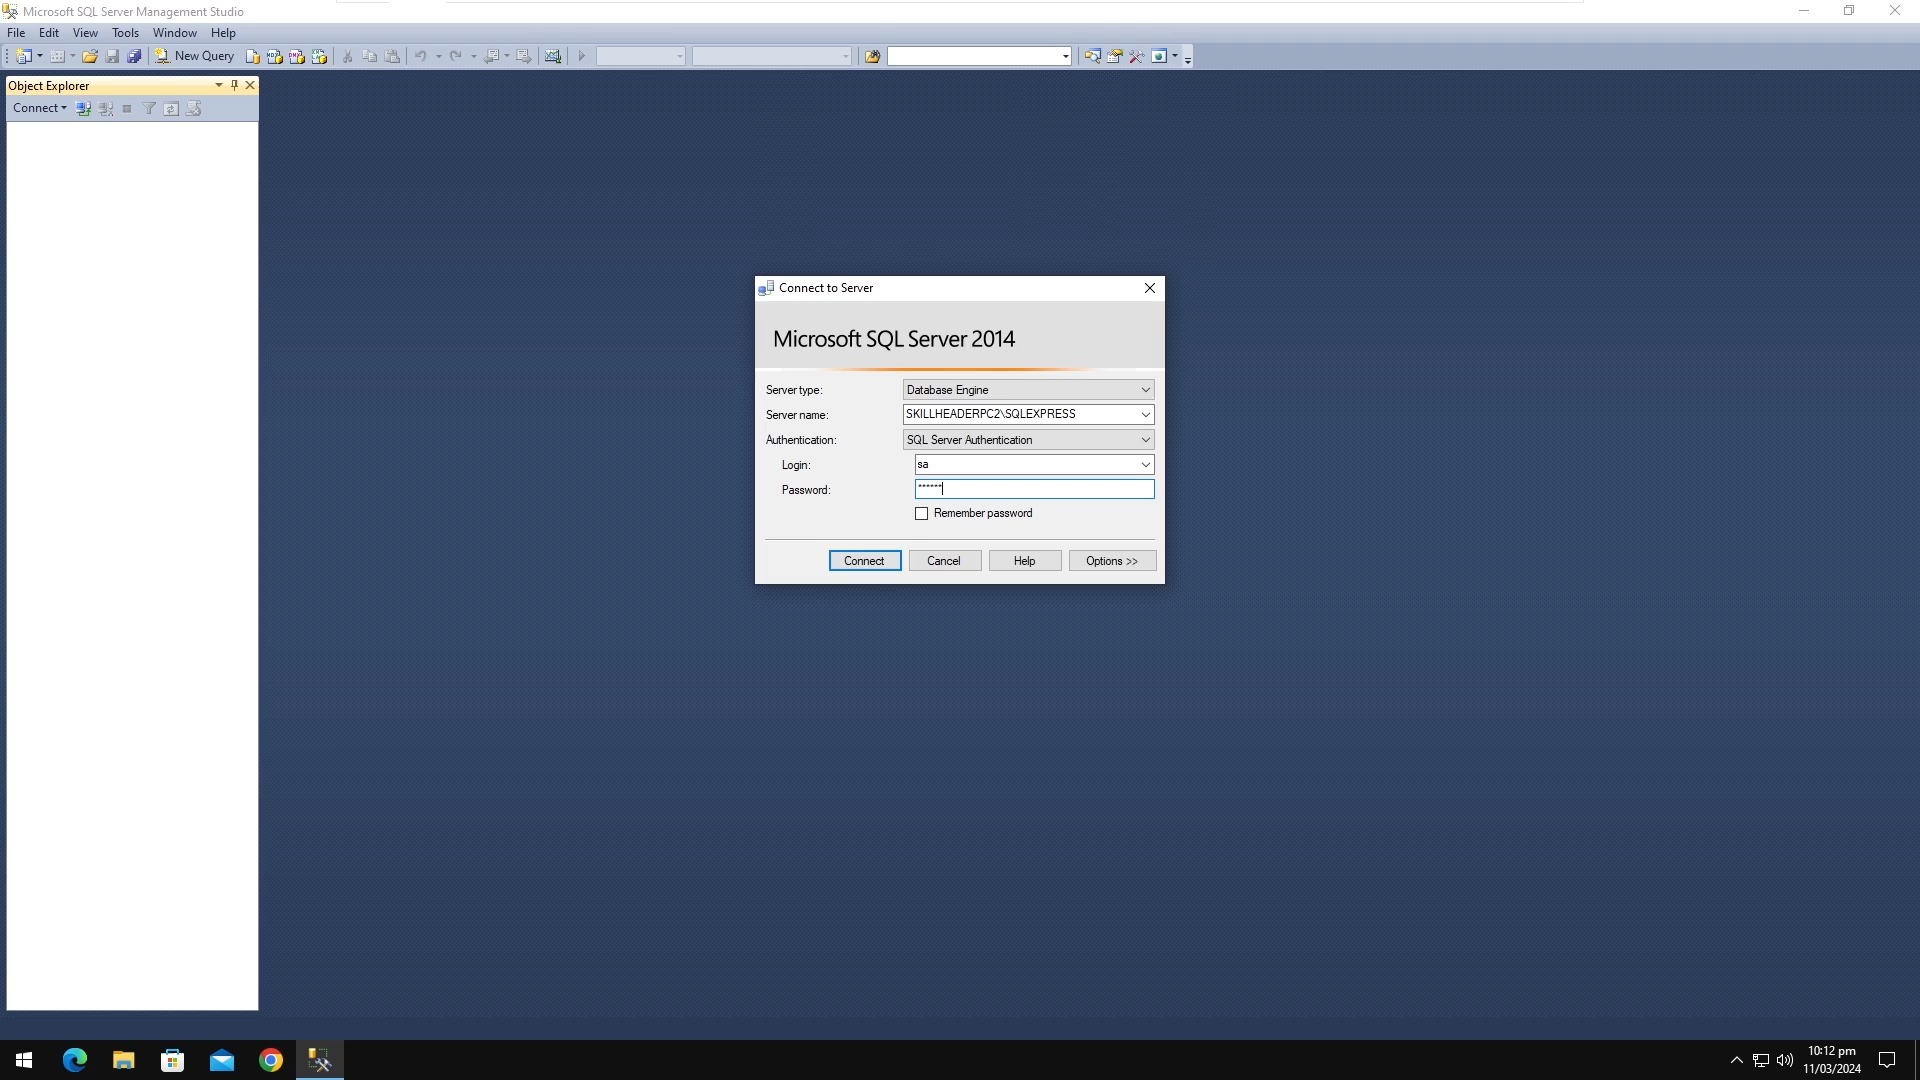 Microsoft SQL Server Management Studio
File Edit View Tools Window Help
New Query
Object Explorer
Connect
Connect to Server
Microsoft SQL Server 2014
Server type: Database Engine
Server name: SKILLHEADERPC2\SQLEXPRESS
Authentication: SQL Server Authentication
Login: sa
Password: ******
Remember password
Connect Cancel Help Options >>
10:12 pm
11/03/2024